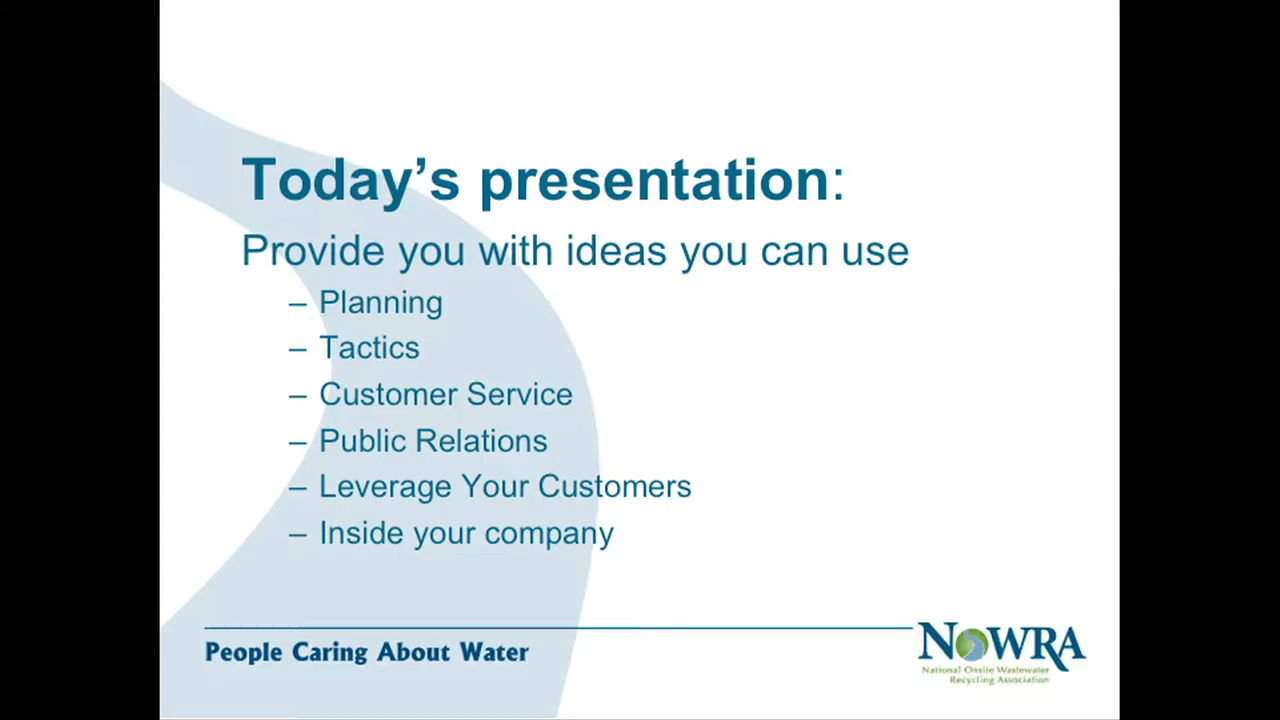 Today's presentation:
Provide you with ideas you can use
– Planning
– Tactics
– Customer Service
– Public Relations
– Leverage Your Customers
– Inside your company
People Caring About Water
NOWRA
National Onsite Wastewater
Recycling Association